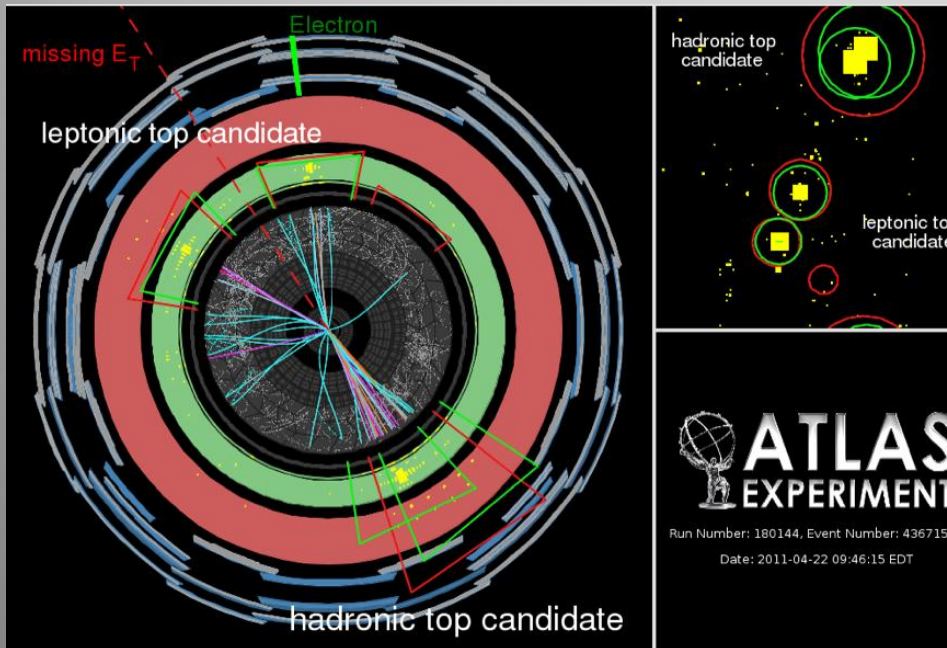 Electron
missing E_T
leptonic top candidate
hadronic top candidate
hadronic top
candidate
leptonic to
candidate
ATLAS
EXPERIMENT
Run Number: 180144, Event Number: 436715
Date: 2011-04-22 09:46:15 EDT